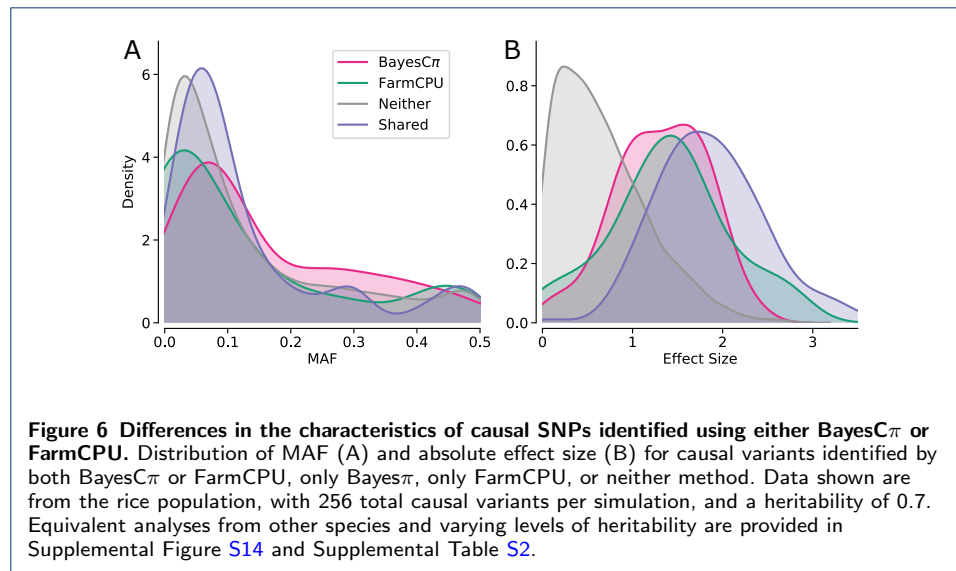 A
B
BayesCπ
FarmCPU
Neither
Shared
Density
6
4
2
0
0.0 0.1 0.2 0.3 0.4 0.5
MAF
0.8
0.6
0.4
0.2
0.0
0 1 2 3
Effect Size
Figure 6 Differences in the characteristics of causal SNPs identified using either BayesCπ or
FarmCPU. Distribution of MAF (A) and absolute effect size (B) for causal variants identified by
both BayesCπ or FarmCPU, only Bayesπ, only FarmCPU, or neither method. Data shown are
from the rice population, with 256 total causal variants per simulation, and a heritability of 0.7.
Equivalent analyses from other species and varying levels of heritability are provided in
Supplemental Figure S14 and Supplemental Table S2.